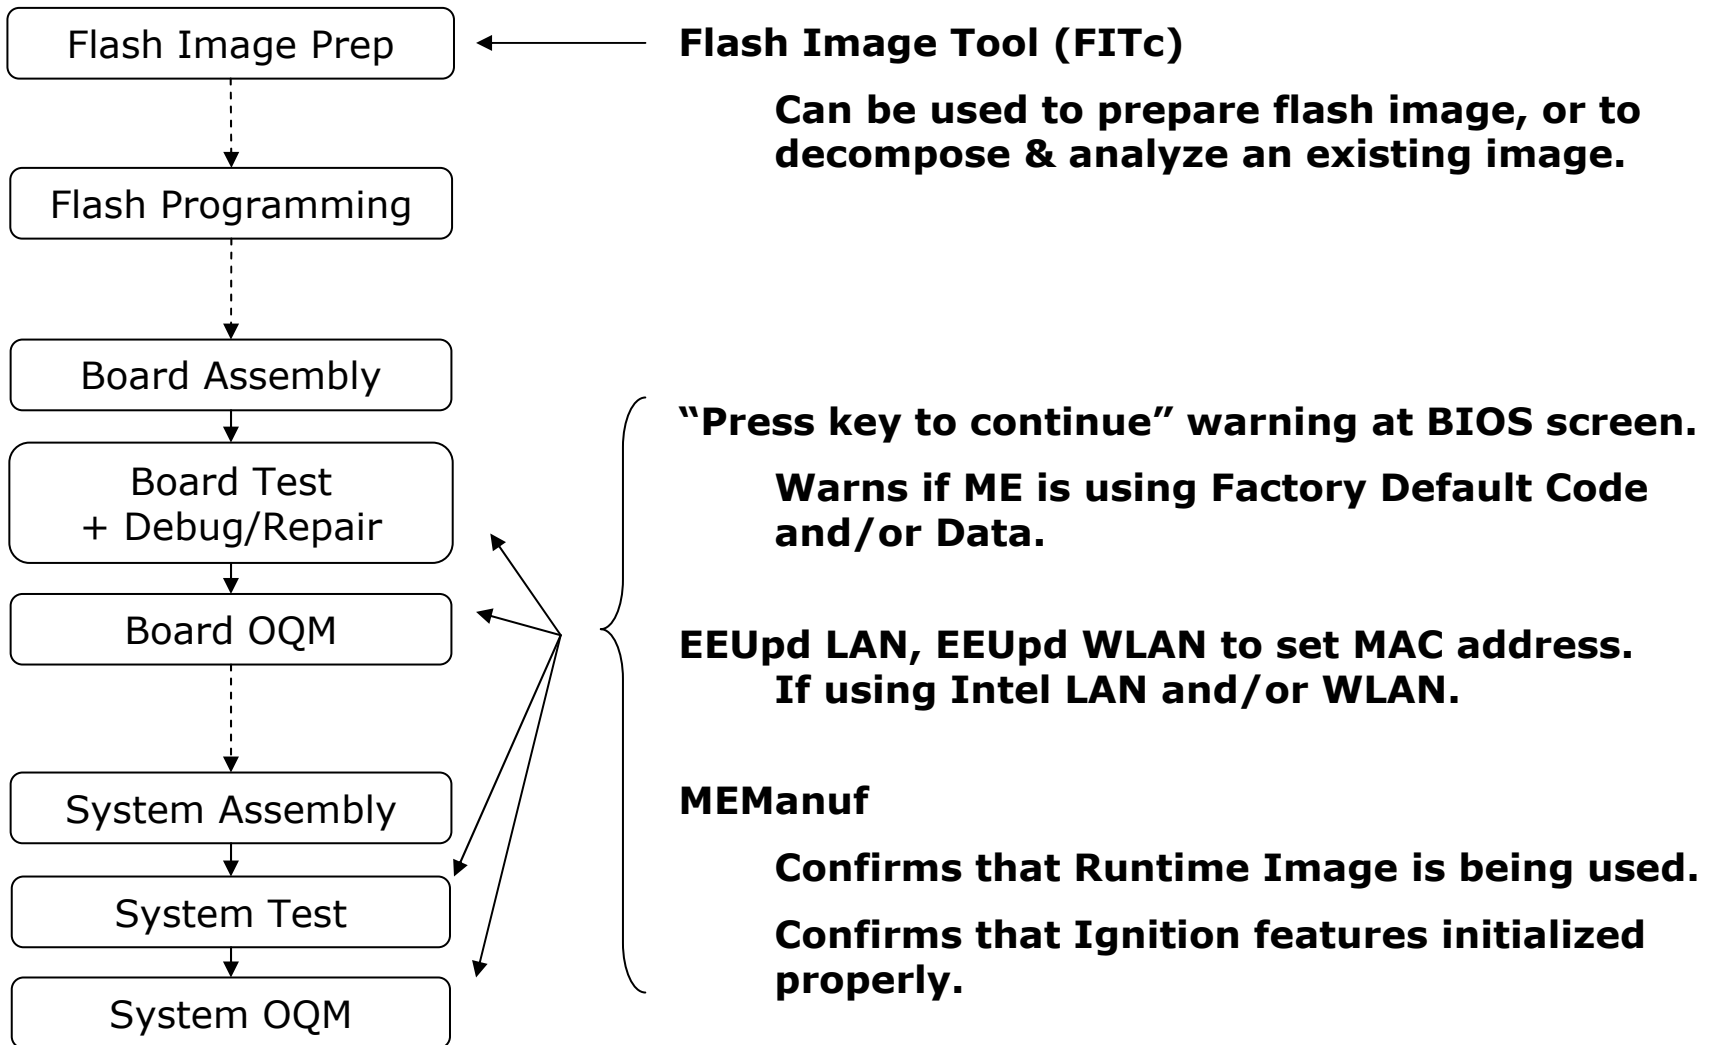 Flash Image Prep
Flash Image Tool (FITc)
Can be used to prepare flash image, or to
decompose & analyze an existing image.
Flash Programming
Board Assembly
Board Test
+ Debug/Repair
Board OQM
System Assembly
System Test
System OQM
“Press key to continue” warning at BIOS screen.
Warns if ME is using Factory Default Code
and/or Data.
EEUpd LAN, EEUpd WLAN to set MAC address.
If using Intel LAN and/or WLAN.
MEManuf
Confirms that Runtime Image is being used.
Confirms that Ignition features initialized
properly.